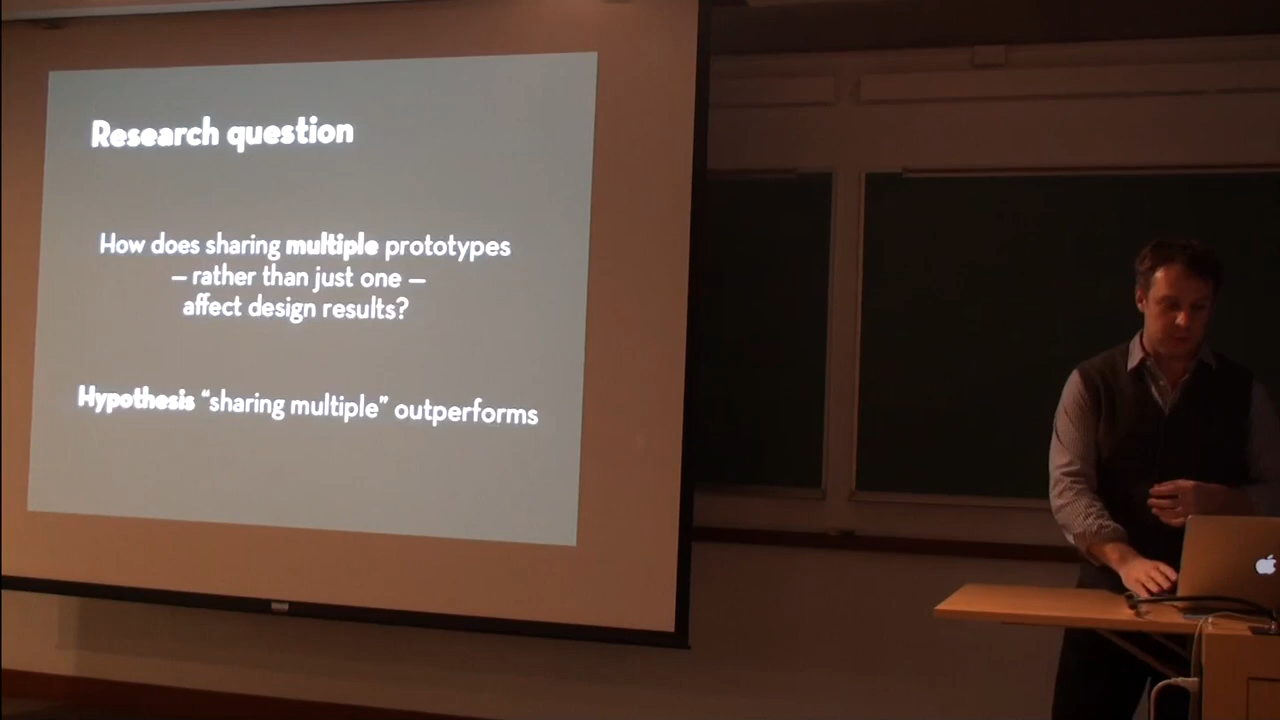 Research question
How does sharing multiple prototypes
– rather than just one –
affect design results?
Hypothesis “sharing multiple” outperforms